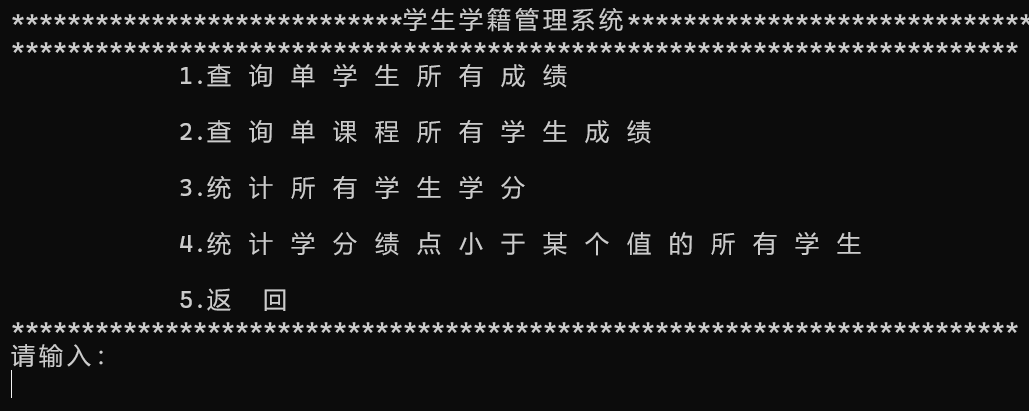 ****************************学生学籍管理系统*****************************
************************************************************************
1.查 询 单 学 生 所 有 成 绩
2.查 询 单 课 程 所 有 学 生 成 绩
3.统 计 所 有 学 生 学 分
4.统 计 学 分 绩 点 小 于 某 个 值 的 所 有 学 生
5.返  回
************************************************************************
请输入: